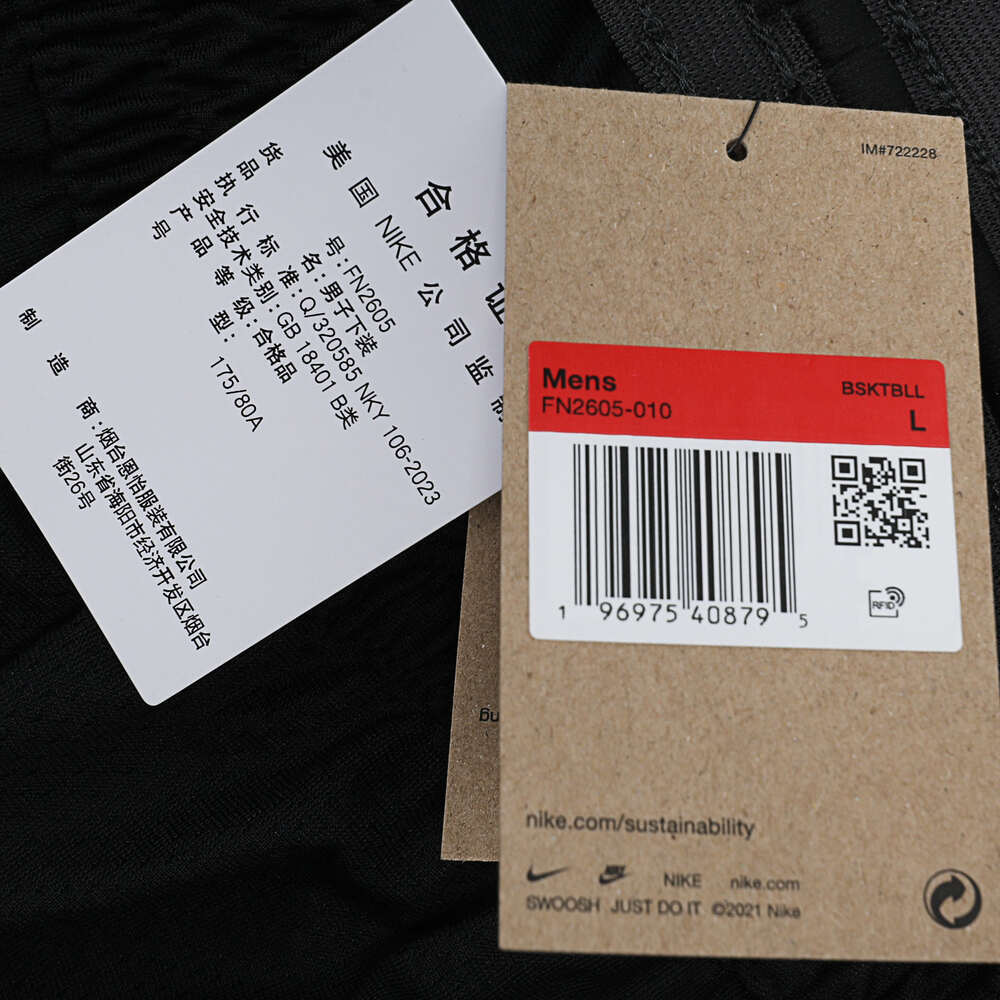 合格证
美国NIKE公司监制
货号:FN2605
品名:男子下装
执行标准:Q/320585 NKY 106-2023
安全技术类别:GB 18401 B类
产品等级:合格品
号型:
175/80A
制造商:烟台恩怡服装有限公司
山东省海阳市经济开发区烟台
街26号
IM#722228
Mens
FN2605-010
BSKTBLL
L
1 96975 40879 5
RFID
nike.com/sustainability
NIKE nike.com
SWOOSH JUST DO IT ©2021 Nike